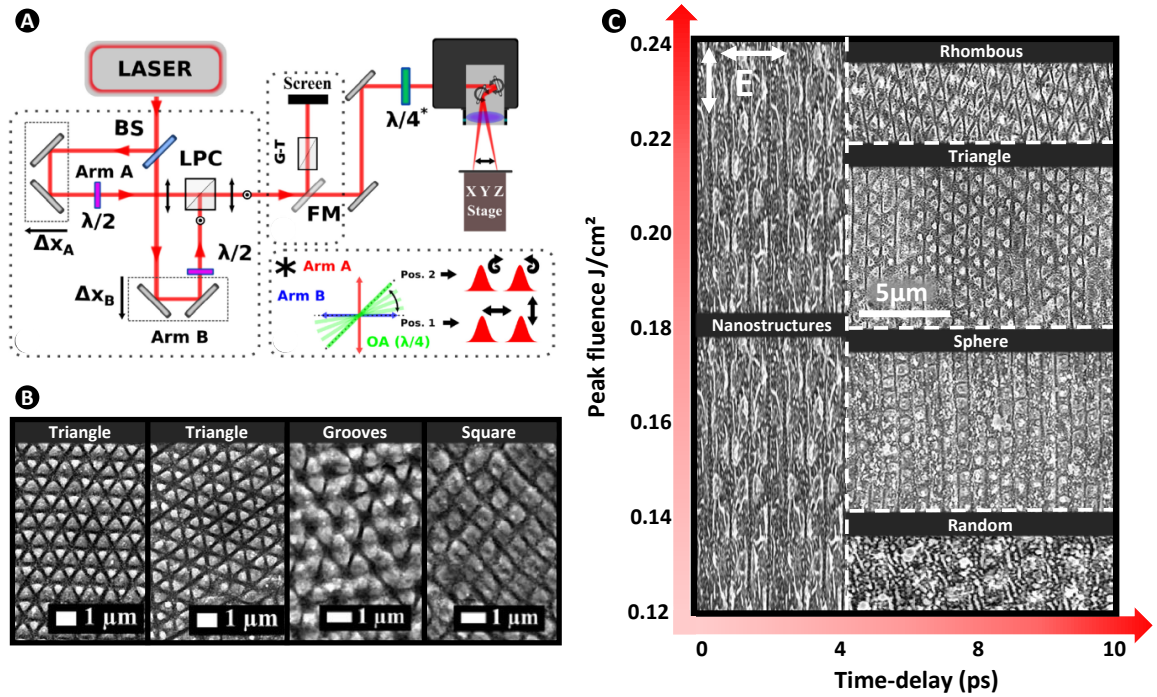 A
LASER
BS
LPC
Arm A
λ/2
Δx_A
λ/2
Δx_B
Arm B
Screen
G-T
FM
λ/4*
X Y Z
Stage
* Arm A
Arm B
OA (λ/4)
Pos. 2
Pos. 1
B
Triangle
Triangle
Grooves
Square
1 µm
1 µm
1 µm
1 µm
C
Peak fluence J/cm²
0.24
0.22
0.20
0.18
0.16
0.14
0.12
E
Nanostructures
Rhombous
Triangle
5µm
Sphere
Random
0
4
8
10
Time-delay (ps)